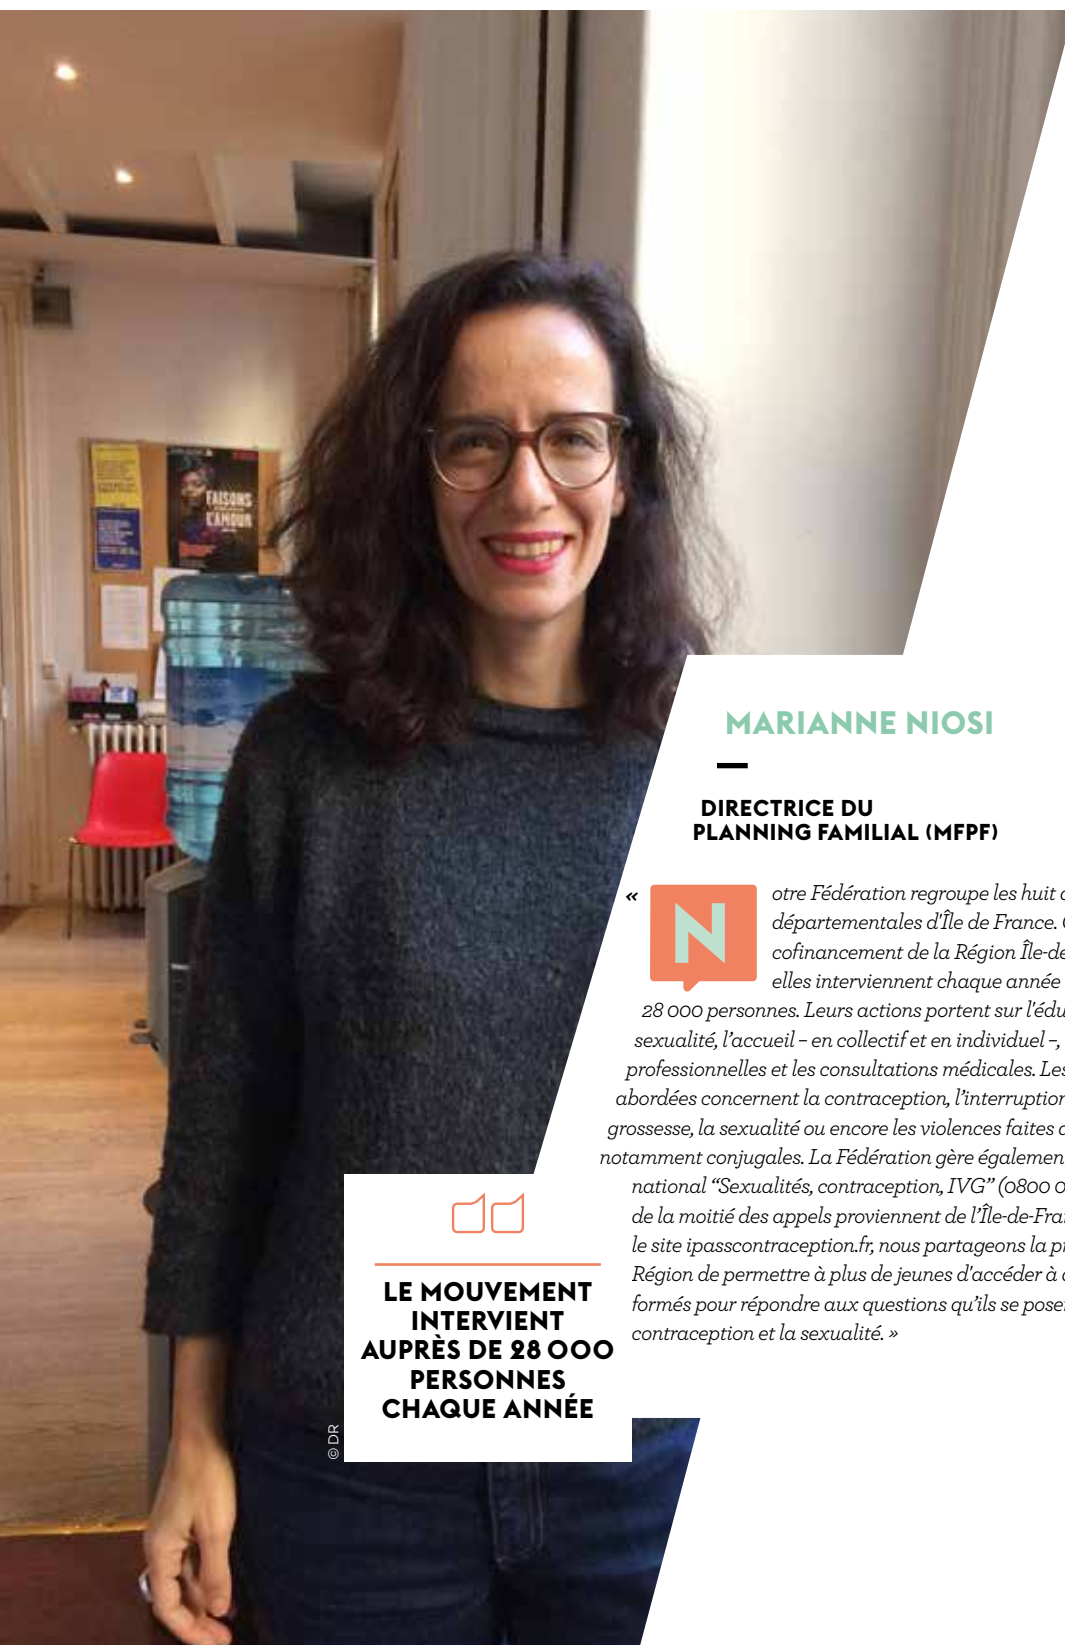 FAISONS
L'AMOUR
MARIANNE NIOSI
DIRECTRICE DU
PLANNING FAMILIAL (MFPF)
« Notre Fédération regroupe les huit
départementales d'Île de France.
cofinancement de la Région Île-de
elles interviennent chaque année
28 000 personnes. Leurs actions portent sur l'édu
sexualité, l'accueil – en collectif et en individuel –,
professionnelles et les consultations médicales. Les
abordées concernent la contraception, l'interruption
grossesse, la sexualité ou encore les violences faites
notamment conjugales. La Fédération gère égalemen
national “Sexualités, contraception, IVG” (0800 0
de la moitié des appels proviennent de l'Île-de-Fran
le site ipasscontraception.fr, nous partageons la p
Région de permettre à plus de jeunes d'accéder à
formés pour répondre aux questions qu'ils se pose
contraception et la sexualité. »
LE MOUVEMENT
INTERVIENT
AUPRÈS DE 28 000
PERSONNES
CHAQUE ANNÉE
© DR